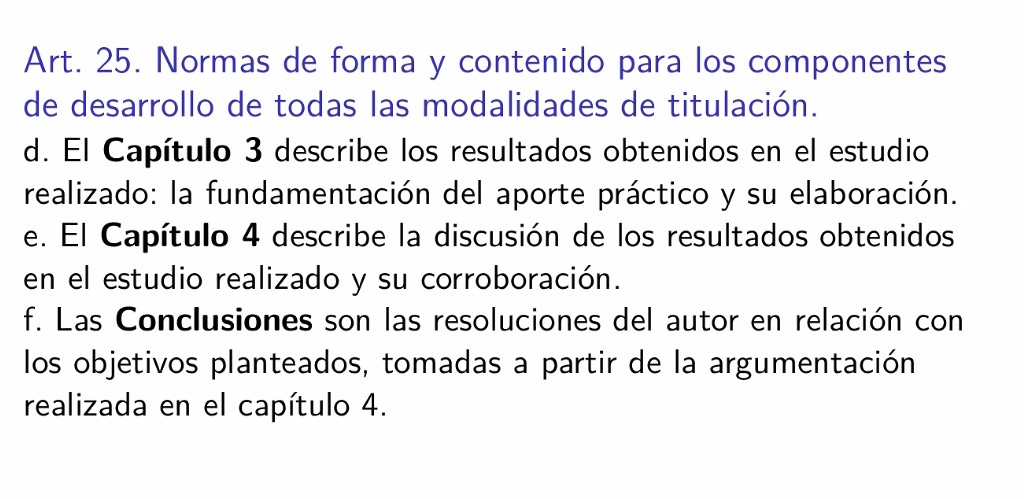 Art. 25. Normas de forma y contenido para los componentes
de desarrollo de todas las modalidades de titulación.
d. El Capítulo 3 describe los resultados obtenidos en el estudio
realizado: la fundamentación del aporte práctico y su elaboración.
e. El Capítulo 4 describe la discusión de los resultados obtenidos
en el estudio realizado y su corroboración.
f. Las Conclusiones son las resoluciones del autor en relación con
los objetivos planteados, tomadas a partir de la argumentación
realizada en el capítulo 4.